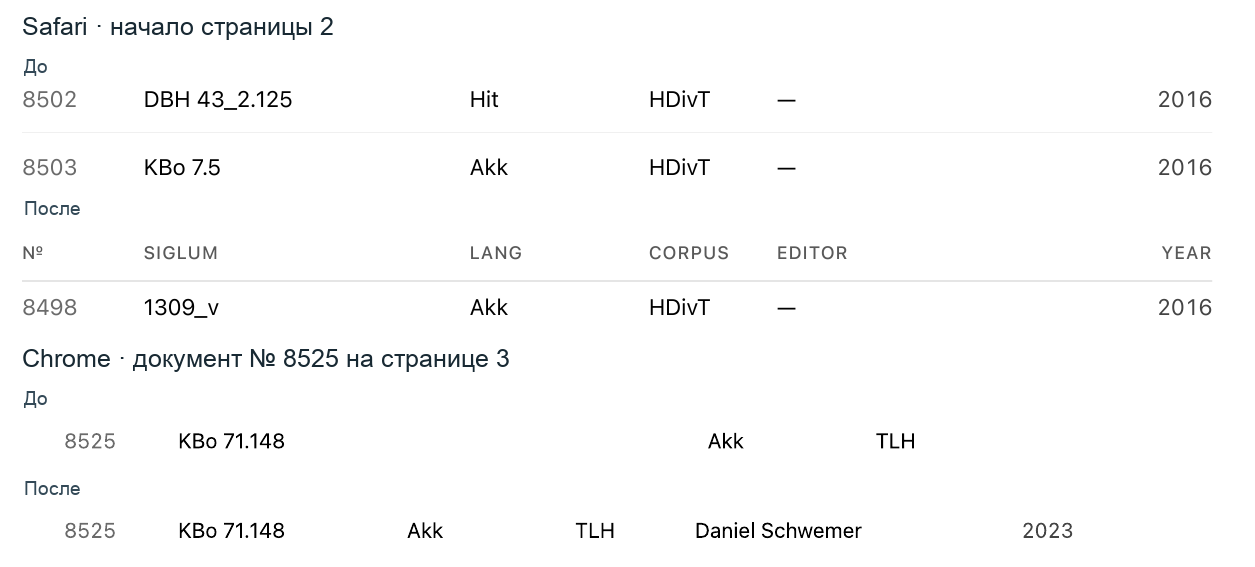 Safari · начало страницы 2
До
8502 DBH 43_2.125 Hit HDivT — 2016
8503 KBo 7.5 Akk HDivT — 2016
После
№ SIGLUM LANG CORPUS EDITOR YEAR
8498 1309_v Akk HDivT — 2016
Chrome · документ № 8525 на странице 3
До
8525 KBo 71.148 Akk TLH
После
8525 KBo 71.148 Akk TLH Daniel Schwemer 2023